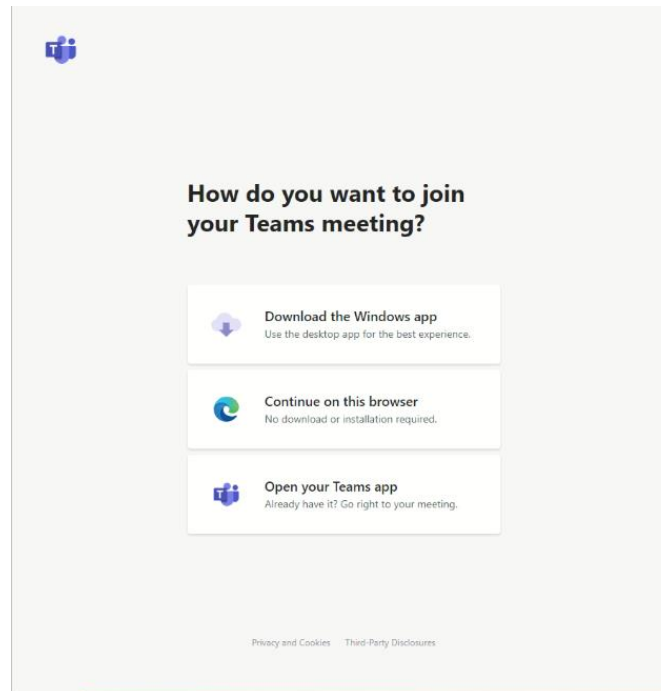 How do you want to join
your Teams meeting?
Download the Windows app
Use the desktop app for the best experience.
Continue on this browser
No download or installation required.
T
Open your Teams app
Already have it? Go right to your meeting.
Privacy and Cookies Third-Party Disclosures